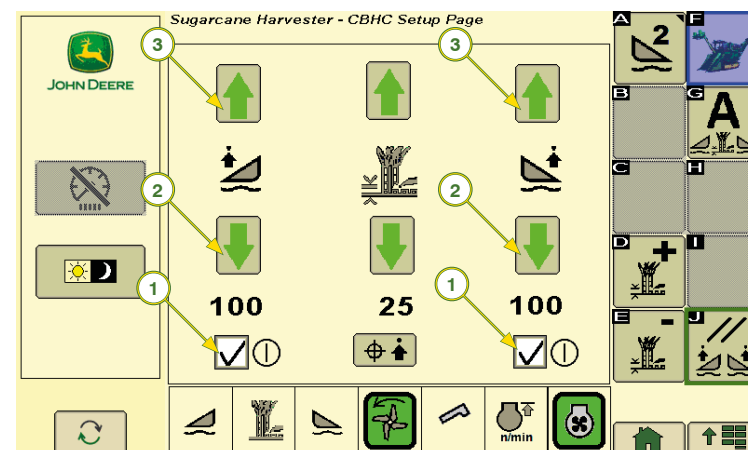 Sugarcane Harvester - CBHC Setup Page
A
2
F
3
3
JOHN DEERE
B
G
A
C
H
2
2
D
+
I
1
1
100
25
100
E
-
J
n/min